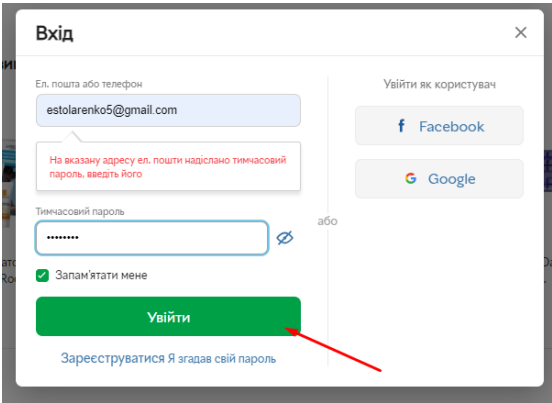 Вхід
Ел. пошта або телефон
estolarenko5@gmail.com
На вказану адресу ел. пошти надіслано тимчасовий
пароль, введіть його
Тимчасовий пароль
••••••••
Запам'ятати мене
Увійти
Зареєструватися Я згадав свій пароль
або
Увійти як користувач
Facebook
Google